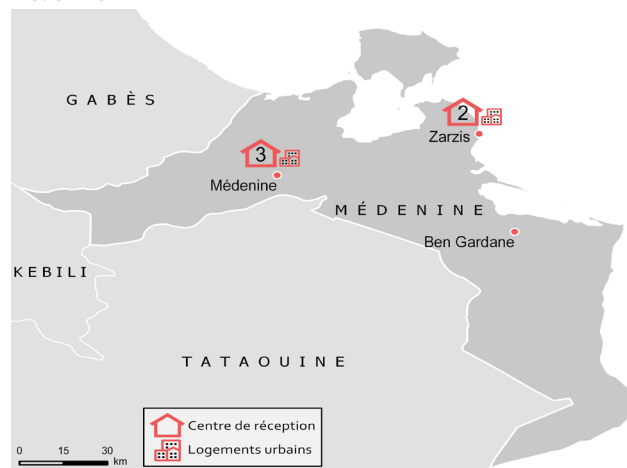 GABÈS
2
Zarzis
3
Médenine
MÉDENINE
Ben Gardane
KEBILI
TATAOUINE
Centre de réception
Logements urbains
0 15 30
km